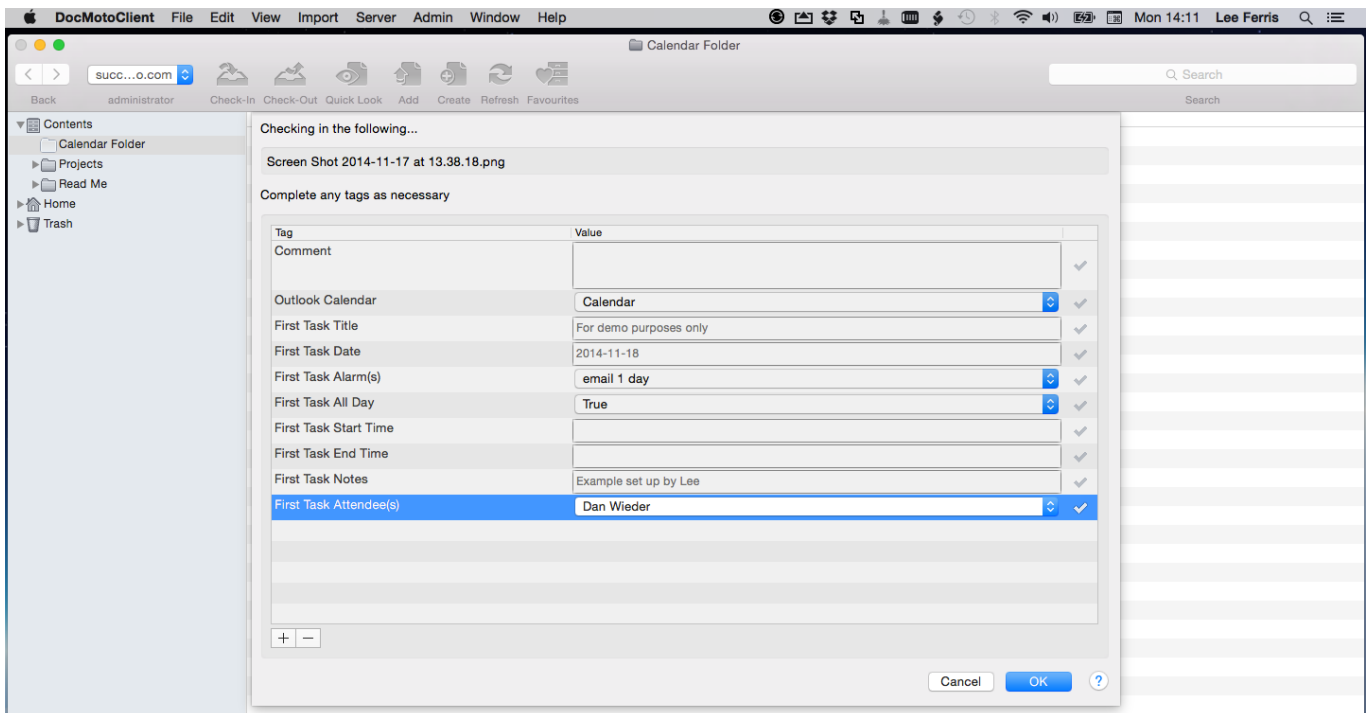 DocMotoClient File Edit View Import Server Admin Window Help Mon 14:11 Lee Ferris
Calendar Folder
succ...o.com Search
Back administrator Check-In Check-Out Quick Look Add Create Refresh Favourites Search
Contents
Calendar Folder
Projects
Read Me
Home
Trash
Checking in the following...
Screen Shot 2014-11-17 at 13.38.18.png
Complete any tags as necessary
Tag Value
Comment
Outlook Calendar Calendar
First Task Title For demo purposes only
First Task Date 2014-11-18
First Task Alarm(s) email 1 day
First Task All Day True
First Task Start Time
First Task End Time
First Task Notes Example set up by Lee
First Task Attendee(s) Dan Wieder
+ −
Cancel OK ?